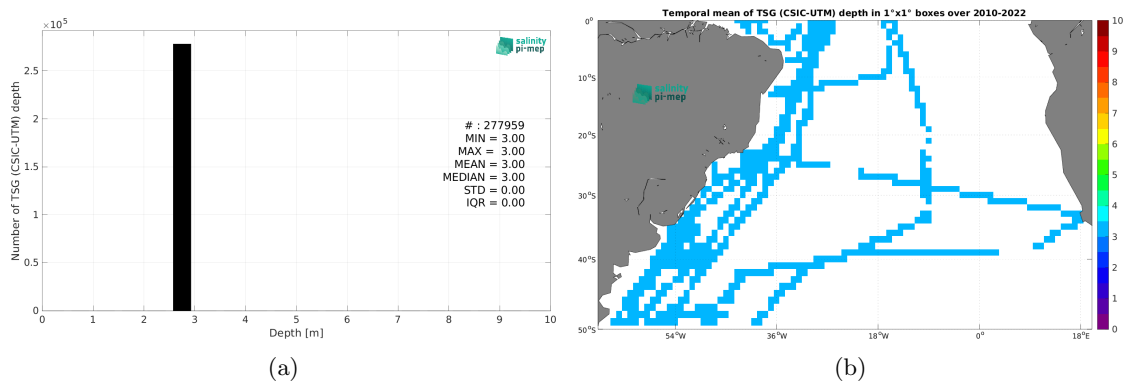 ×10⁵
Number of TSG (CSIC-UTM) depth
2.5
2
1.5
1
0.5
0
0 1 2 3 4 5 6 7 8 9 10
Depth [m]
salinity
pi-mep
# : 277959
MIN = 3.00
MAX = 3.00
MEAN = 3.00
MEDIAN = 3.00
STD = 0.00
IQR = 0.00
(a)
Temporal mean of TSG (CSIC-UTM) depth in 1°x1° boxes over 2010-2022
0°
10°S
20°S
30°S
40°S
50°S
54°W 36°W 18°W 0° 18°E
salinity
pi-mep
10
9
8
7
6
5
4
3
2
1
0
(b)